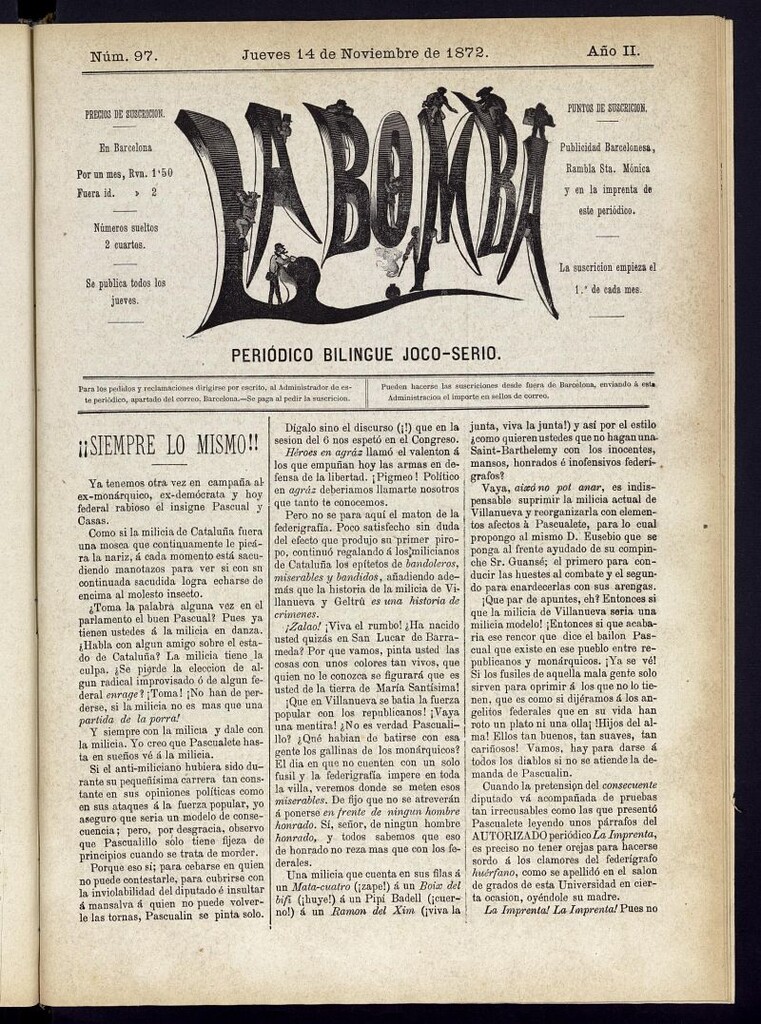 Núm. 97.
Jueves 14 de Noviembre de 1872.
Año II.
PRECIOS DE SUSCRICION.
En Barcelona
Por un mes, Rvn. 1'50
Fuera id. » 2
Números sueltos
2 cuartos.
Se publica todos los
jueves.
LA BOMBA
PUNTOS DE SUSCRICION.
Publicidad Barcelonesa,
Rambla Sta. Mónica
y en la imprenta de
este periódico.
La suscricion empieza el
1.º de cada mes.
PERIÓDICO BILINGUE JOCO-SERIO.
Para los pedidos y reclamaciones dirigirse por escrito, al Administrador de es-
te periódico, apartado del correo, Barcelona.—Se paga al pedir la suscricion.
Pueden hacerse las suscriciones desde fuera de Barcelona, enviando á esta
Administracion el importe en sellos de correo.
¡¡SIEMPRE LO MISMO!!
Ya tenemos otra vez en campaña al
ex-monárquico, ex-demócrata y hoy
federal rabioso el insigne Pascual y
Casas.
Como si la milicia de Cataluña fuera
una mosca que continuamente le picá-
ra la nariz, á cada momento está sacu-
diendo manotazos para ver si con su
continuada sacudida logra echarse de
encima al molesto insecto.
¿Toma la palabra alguna vez en el
parlamento el buen Pascual? Pues ya
tenien ustedes á la milicia en danza.
¿Habla con algun amigo sobre el esta-
do de Cataluña? La milicia tiene la
culpa. ¿Se pierde la eleccion de al-
gun radical improvisado ó de algun fe-
deral enrage? ¡Toma! ¡No han de per-
derse, si la milicia no es mas que una
partida de la porra!
Y siempre con la milicia y dale con
la milicia. Yo creo que Pascualete has-
ta en sueños vé á la milicia.
Si el anti-miliciano hubiera sido du-
rante su pequeñísima carrera tan cons-
tante en sus opiniones políticas como
en sus ataques á la fuerza popular, yo
aseguro que seria un modelo de conse-
cuencia; pero, por desgracia, observo
que Pascualillo sólo tiene fijeza de
principios cuando se trata de morder.
Porque eso sí; para cebarse en quien
no puede contestarle, para cubrirse con
la inviolabilidad del diputado é insultar
á mansalva á quien no puede volver-
le las tornas, Pascualin se pinta solo.
Dígalo sino el discurso (¡!) que en la
sesion del 6 nos espetó en el Congreso.
Héroes en agráz llamó el valenton á
los que empuñan hoy las armas en de-
fensa de la libertad. ¡Pigmeo! Político
en agráz deberiamos llamarte nosotros
que tanto te conocemos.
Pero no se para aquí el maton de la
federigrafía. Poco satisfecho sin duda
del efecto que produjo su primer piro-
po, continuó regalando á los milicianos
de Cataluña los epítetos de bandoleros,
miserables y bandidos, añadiendo ade-
más que la historia de la milicia de Vi-
llanueva y Geltrú es una historia de
crímenes.
¡Zalao! ¡Viva el rumbo! ¿Ha nacido
usted quizás en San Lucar de Barra-
meda? Por que vamos, pinta usted las
cosas con unos colores tan vivos, que
quien no le conozca se figurará que es
usted de la tierra de María Santísima!
¡Que en Villanueva se batia la fuerza
popular con los republicanos! ¡Vaya
una mentira! ¿No es verdad Pascuali-
llo? ¿Qué habian de batirse con esa
gente los gallinas de los monárquicos?
El dia en que no cuenten con un solo
fusil y la federigrafía impere en toda
la villa, veremos donde se meten esos
miserables. De fijo que no se atreverán
á ponerse en frente de ningun hombre
honrado. Sí, señor, de ningun hombre
honrado, y todos sabemos que eso
de honrado no reza mas que con los fe-
derales.
Una milicia que cuenta en sus filas á
un Mata-cuatro (¡zape!) á un Boix del
bifi (¡huye!) á un Pipí Badell (¡cuer-
no!) á un Ramon del Xim (¡viva la
junta, viva la junta!) y así por el estilo
¿como quieren ustedes que no hagan una
Saint-Barthelemy con los inocentes,
mansos, honrados é inofensivos federí-
grafos?
Vaya, aixó no pot anar, es indis-
pensable suprimir la milicia actual de
Villanueva y reorganizarla con elemen-
tos afectos à Pascualete, para lo cual
propongo al mismo D. Eusebio que se
ponga al frente ayudado de su compin-
che Sr. Guansé; el primero para con-
ducir las huestes al combate y el segun-
do para enardecerlas con sus arengas.
¡Que par de apuntes, eh? Entonces si
que la milicia de Villanueva seria una
milicia modelo! ¡Entonces si que acaba-
ria ese rencor que dice el bailon Pas-
cual que existe en ese pueblo entre re-
publicanos y monárquicos. ¡Ya se vé!
Si los fusiles de aquella mala gente solo
sirven para oprimir á los que no lo tie-
nen, que es como si dijéramos á los an-
gelitos federales que en su vida han
roto un plato ni una olla; ¡Hijos del al-
ma! Ellos tan buenos, tan suaves, tan
cariñosos! Vamos, hay para darse á
todos los diablos si no se atiende la de-
manda de Pascualin.
Cuando la pretension del consecuente
diputado vá acompañada de pruebas
tan irrecusables como las que presentó
Pascualete leyendo unos párrafos del
AUTORIZADO periódico La Imprenta,
es preciso no tener orejas para hacerse
sordo á los clamores del federígrafo
huérfano, como se apellidó en el salon
de grados de esta Universidad en cier-
ta ocasion, oyéndole su madre.
La Imprenta! La Imprenta! Pues no